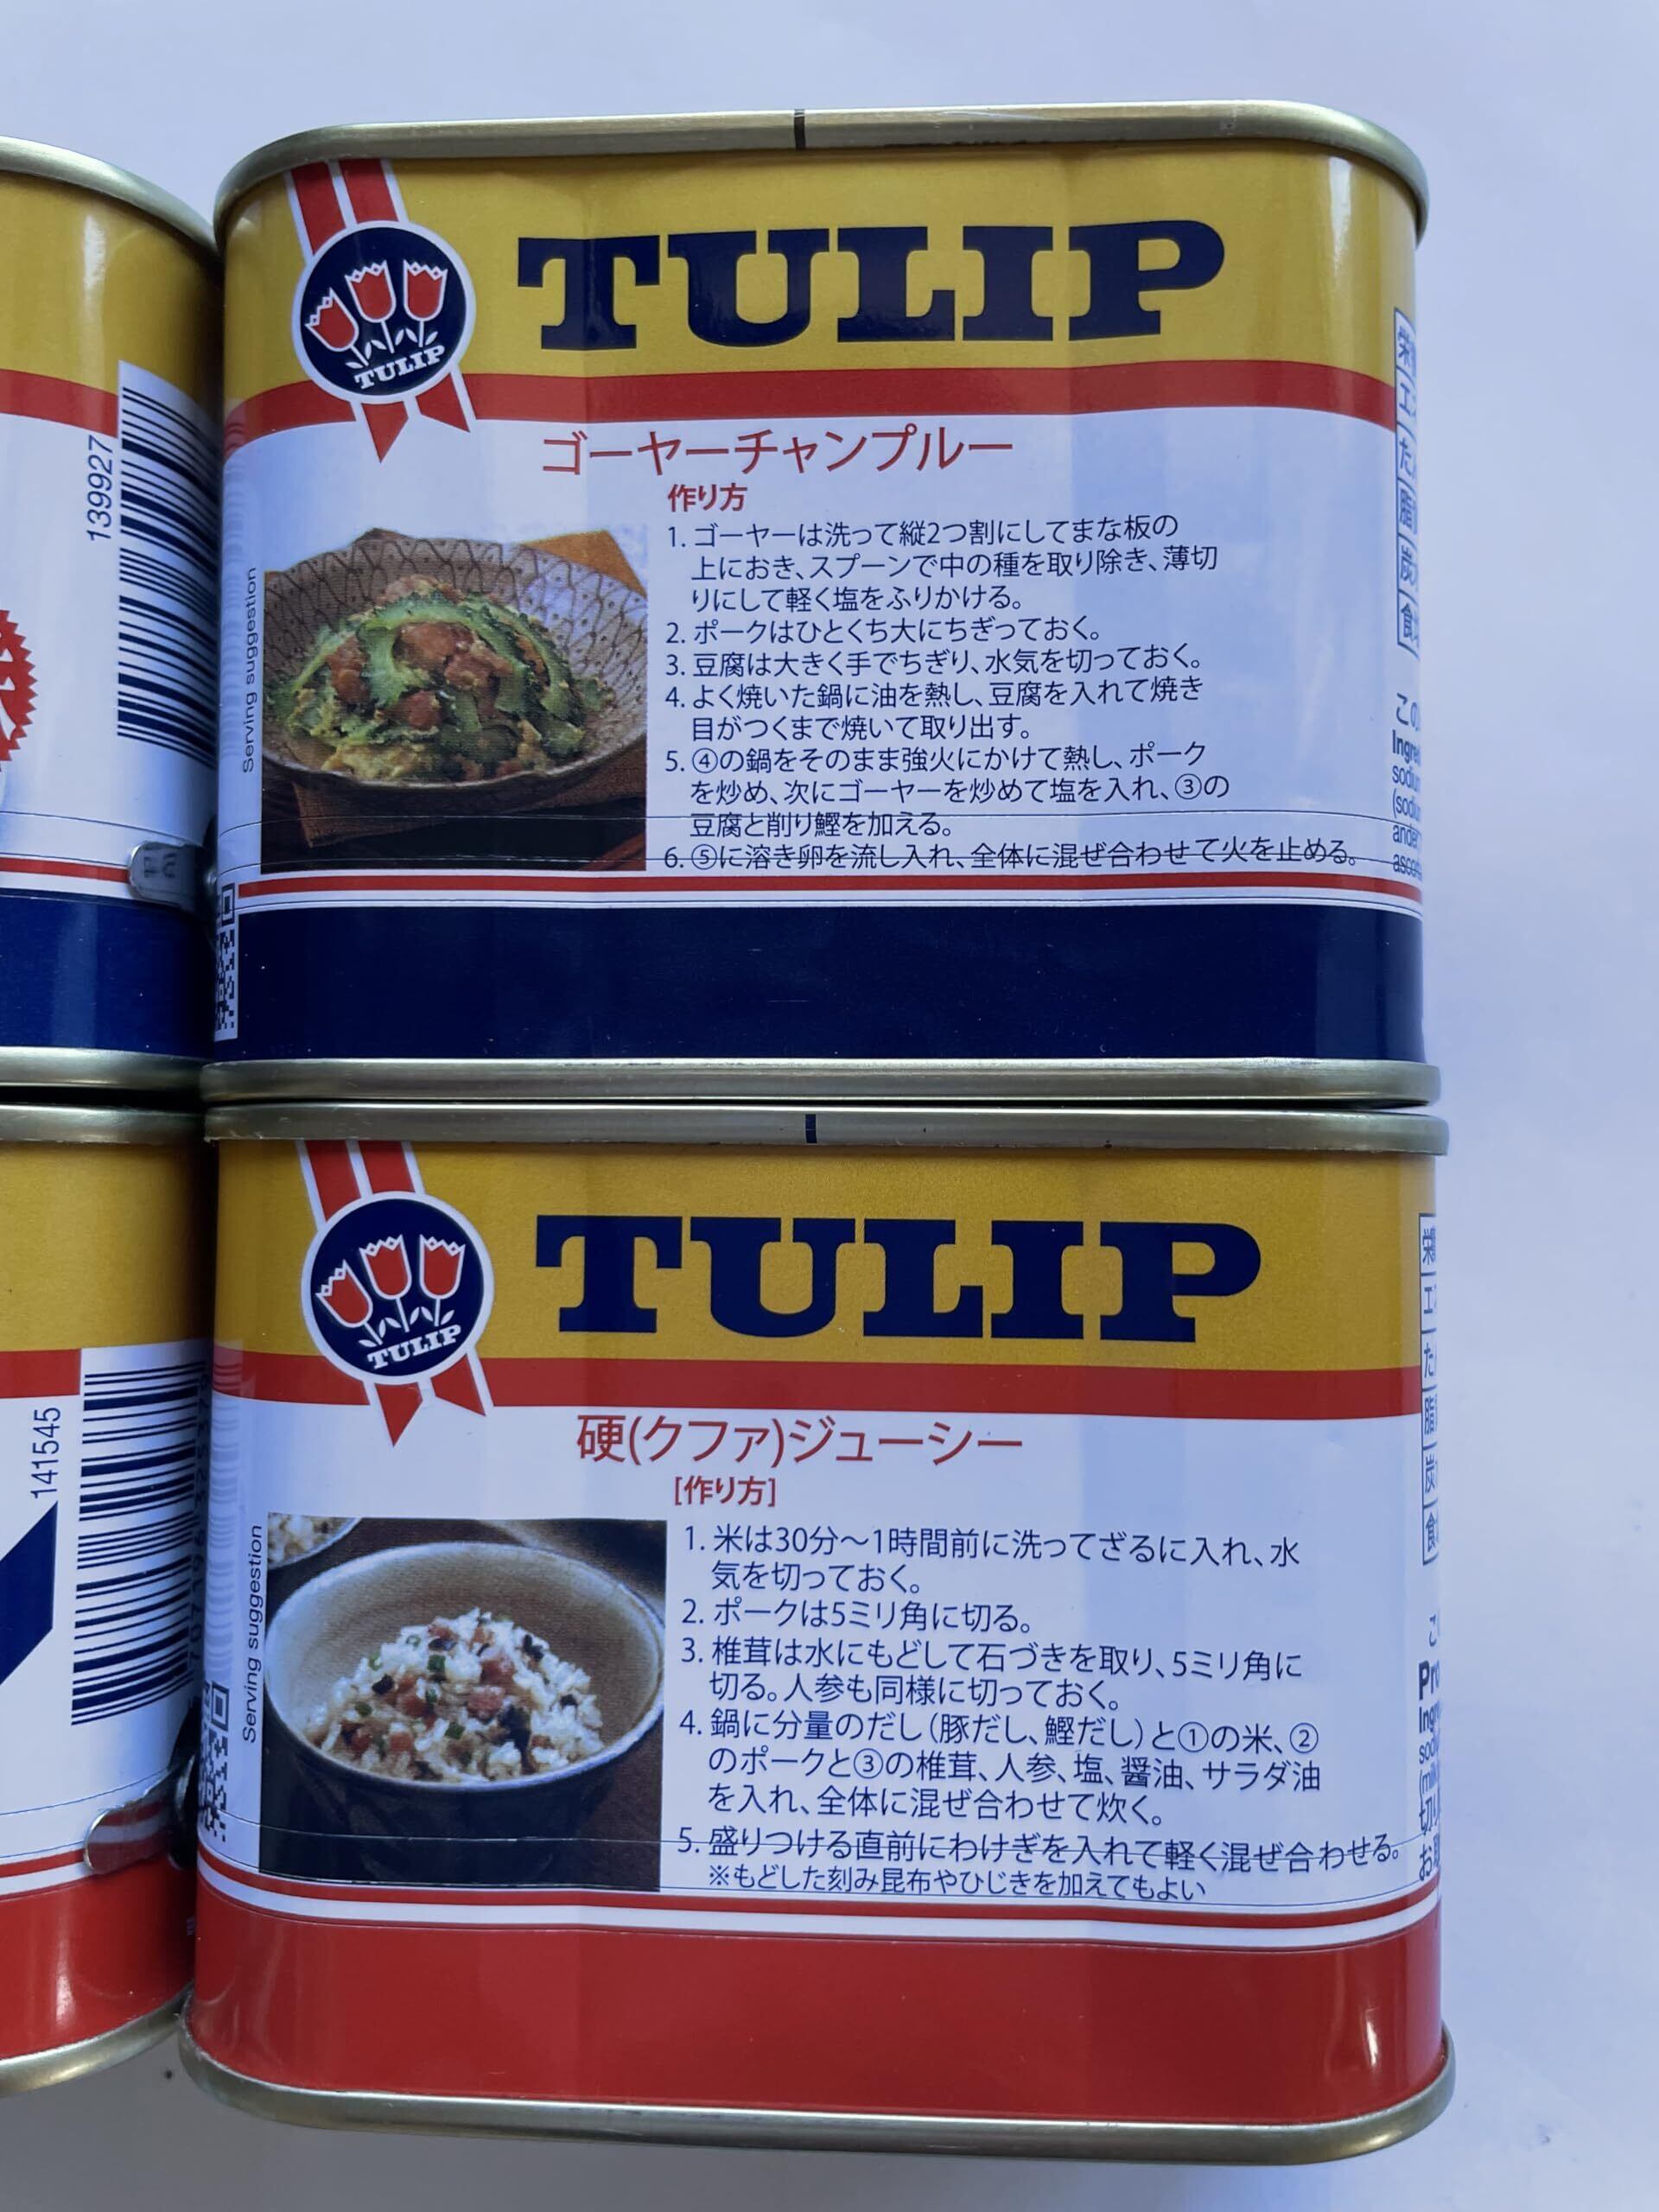 TULIP
TULIP
ゴーヤーチャンプルー
作り方
1. ゴーヤーは洗って縦2つ割にしてまな板の
上におき、スプーンで中の種を取り除き、薄切
りにして軽く塩をふりかける。
2. ポークはひとくち大にちぎっておく。
3. 豆腐は大きく手でちぎり、水気を切っておく。
4. よく焼いた鍋に油を熱し、豆腐を入れて焼き
目がつくまで焼いて取り出す。
5. ④の鍋をそのまま強火にかけて熱し、ポーク
を炒め、次にゴーヤーを炒めて塩を入れ、③の
豆腐と削り鰹を加える。
6. ⑤に溶き卵を流し入れ、全体に混ぜ合わせて火を止める。
Serving suggestion
139927
TULIP
TULIP
硬(クファ)ジューシー
[作り方]
1. 米は30分～1時間前に洗ってざるに入れ、水
気を切っておく。
2. ポークは5ミリ角に切る。
3. 椎茸は水にもどして石づきを取り、5ミリ角に
切る。人参も同様に切っておく。
4. 鍋に分量のだし(豚だし、鰹だし)と①の米、②
のポークと③の椎茸、人参、塩、醤油、サラダ油
を入れ、全体に混ぜ合わせて炊く。
5. 盛りつける直前にわけぎを入れて軽く混ぜ合わせる。
※もどした刻み昆布やひじきを加えてもよい
Serving suggestion
141545